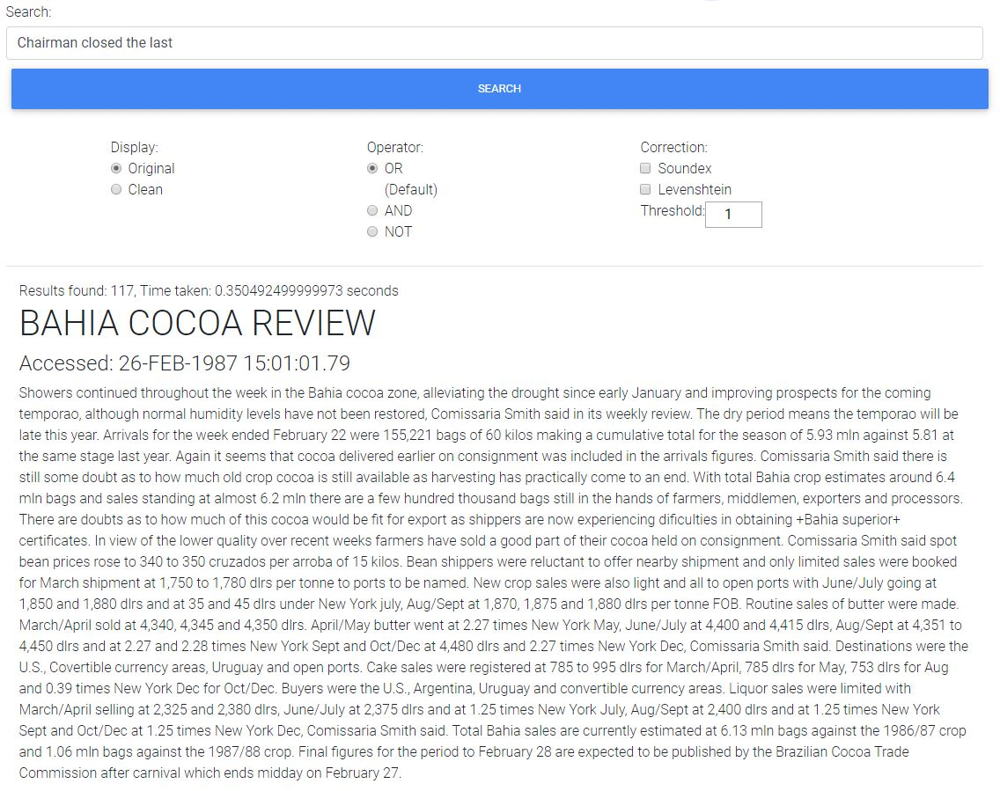 Search:
Chairman closed the last
SEARCH
Display:
Original
Clean
Operator:
OR
(Default)
AND
NOT
Correction:
Soundex
Levenshtein
Threshold: 1
Results found: 117, Time taken: 0.350492499999973 seconds
BAHIA COCOA REVIEW
Accessed: 26-FEB-1987 15:01:01.79
Showers continued throughout the week in the Bahia cocoa zone, alleviating the drought since early January and improving prospects for the coming
temporao, although normal humidity levels have not been restored, Comissaria Smith said in its weekly review. The dry period means the temporao will be
late this year. Arrivals for the week ended February 22 were 155,221 bags of 60 kilos making a cumulative total for the season of 5.93 mln against 5.81 at
the same stage last year. Again it seems that cocoa delivered earlier on consignment was included in the arrivals figures. Comissaria Smith said there is
still some doubt as to how much old crop cocoa is still available as harvesting has practically come to an end. With total Bahia crop estimates around 6.4
mln bags and sales standing at almost 6.2 mln there are a few hundred thousand bags still in the hands of farmers, middlemen, exporters and processors.
There are doubts as to how much of this cocoa would be fit for export as shippers are now experiencing dificulties in obtaining +Bahia superior+
certificates. In view of the lower quality over recent weeks farmers have sold a good part of their cocoa held on consignment. Comissaria Smith said spot
bean prices rose to 340 to 350 cruzados per arroba of 15 kilos. Bean shippers were reluctant to offer nearby shipment and only limited sales were booked
for March shipment at 1,750 to 1,780 dlrs per tonne to ports to be named. New crop sales were also light and all to open ports with June/July going at
1,850 and 1,880 dlrs and at 35 and 45 dlrs under New York july, Aug/Sept at 1,870, 1,875 and 1,880 dlrs per tonne FOB. Routine sales of butter were made.
March/April sold at 4,340, 4,345 and 4,350 dlrs. April/May butter went at 2.27 times New York May, June/July at 4,400 and 4,415 dlrs, Aug/Sept at 4,351 to
4,450 dlrs and at 2.27 and 2.28 times New York Sept and Oct/Dec at 4,480 dlrs and 2.27 times New York Dec, Comissaria Smith said. Destinations were the
U.S., Covertible currency areas, Uruguay and open ports. Cake sales were registered at 785 to 995 dlrs for March/April, 785 dlrs for May, 753 dlrs for Aug
and 0.39 times New York Dec for Oct/Dec. Buyers were the U.S., Argentina, Uruguay and convertible currency areas. Liquor sales were limited with
March/April selling at 2,325 and 2,380 dlrs, June/July at 2,375 dlrs and at 1.25 times New York July, Aug/Sept at 2,400 dlrs and at 1.25 times New York
Sept and Oct/Dec at 1.25 times New York Dec, Comissaria Smith said. Total Bahia sales are currently estimated at 6.13 mln bags against the 1986/87 crop
and 1.06 mln bags against the 1987/88 crop. Final figures for the period to February 28 are expected to be published by the Brazilian Cocoa Trade
Commission after carnival which ends midday on February 27.